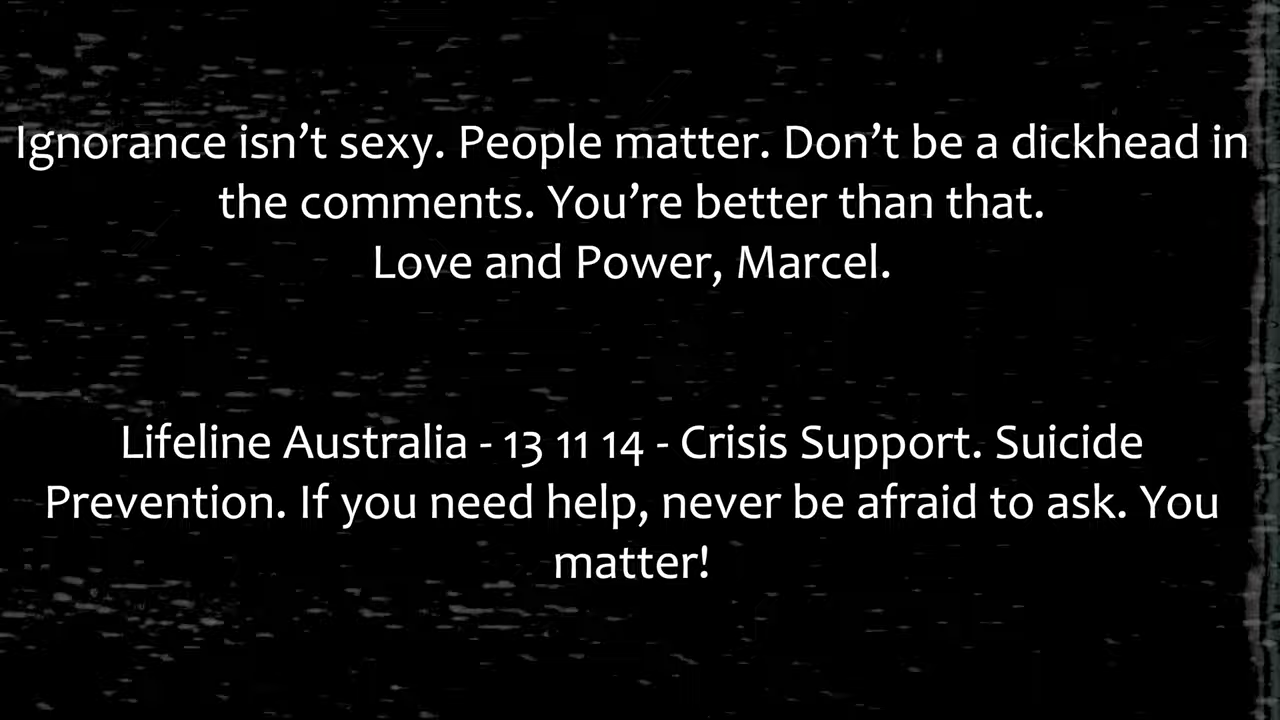 Ignorance isn’t sexy. People matter. Don’t be a dickhead in
the comments. You’re better than that.
Love and Power, Marcel.
Lifeline Australia - 13 11 14 - Crisis Support. Suicide
Prevention. If you need help, never be afraid to ask. You
matter!